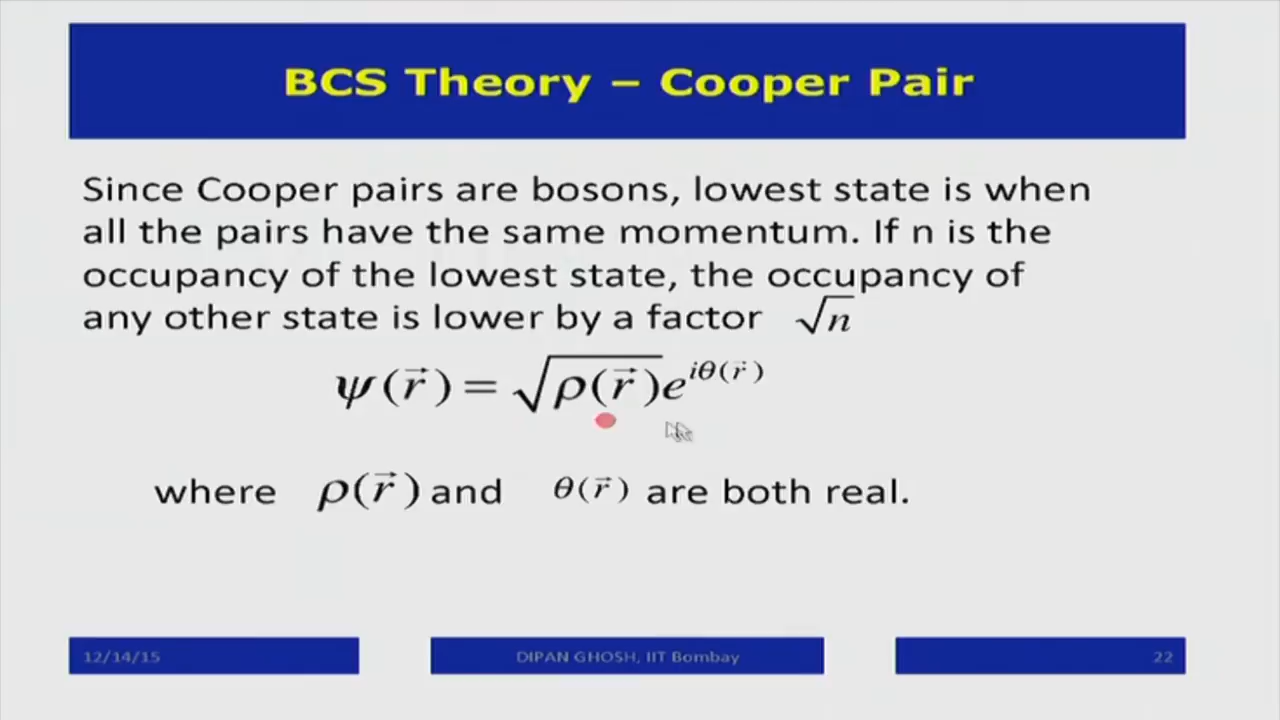 BCS Theory – Cooper Pair
Since Cooper pairs are bosons, lowest state is when
all the pairs have the same momentum. If n is the
occupancy of the lowest state, the occupancy of
any other state is lower by a factor √n
ψ(r⃗) = √ρ(r⃗) e^{iθ(r⃗)}
where ρ(r⃗) and θ(r⃗) are both real.
12/14/15
DIPAN GHOSH, IIT Bombay
22